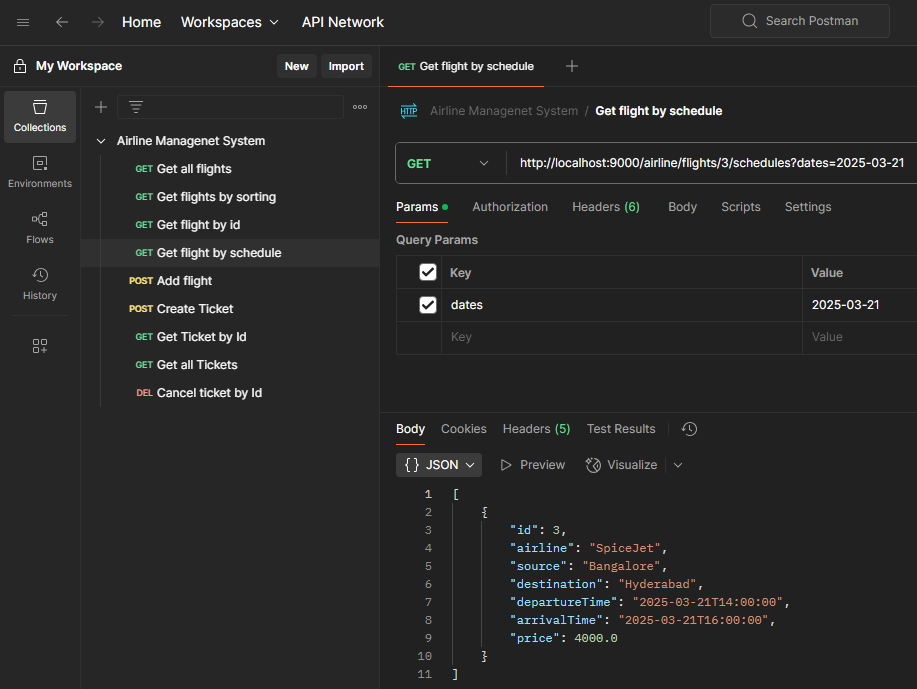 Home Workspaces API Network Search Postman
My Workspace New Import
GET Get flight by schedule
Collections
Environments
Flows
History
Airline Managenet System
GET Get all flights
GET Get flights by sorting
GET Get flight by id
GET Get flight by schedule
POST Add flight
POST Create Ticket
GET Get Ticket by Id
GET Get all Tickets
DEL Cancel ticket by Id
HTTP Airline Managenet System / Get flight by schedule
GET http://localhost:9000/airline/flights/3/schedules?dates=2025-03-21
Params Authorization Headers (6) Body Scripts Settings
Query Params
Key Value
dates 2025-03-21
Key Value
Body Cookies Headers (5) Test Results
{} JSON Preview Visualize
1 [
2 {
3 "id": 3,
4 "airline": "SpiceJet",
5 "source": "Bangalore",
6 "destination": "Hyderabad",
7 "departureTime": "2025-03-21T14:00:00",
8 "arrivalTime": "2025-03-21T16:00:00",
9 "price": 4000.0
10 }
11 ]